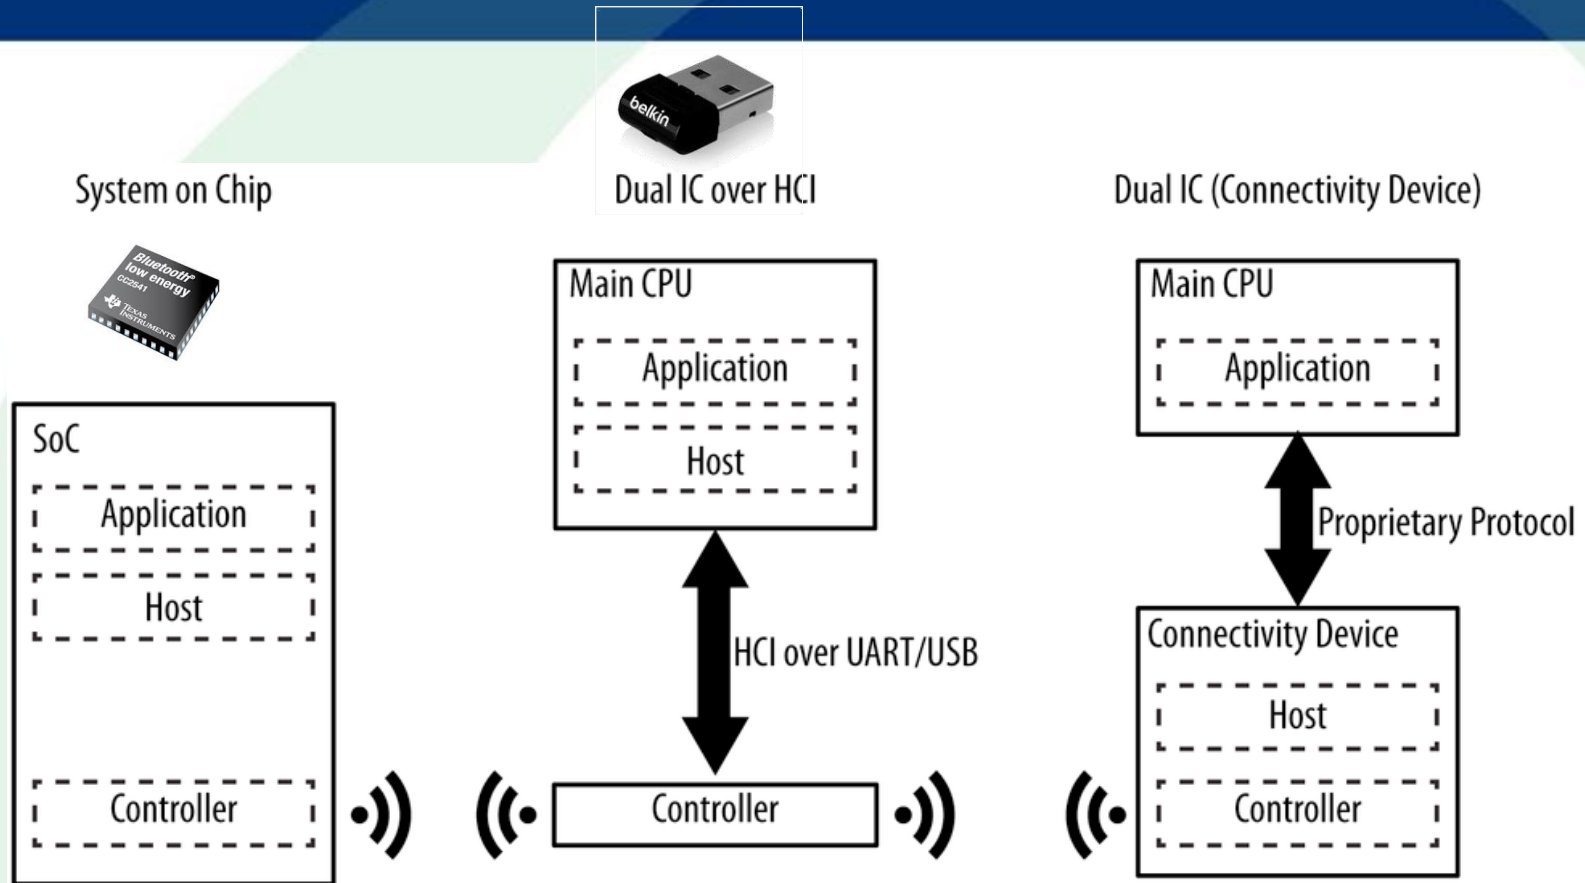 belkin
System on Chip
Dual IC over HCI
Dual IC (Connectivity Device)
Bluetooth®
low energy
CC2541
TEXAS
INSTRUMENTS
SoC
Application
Host
Controller
Main CPU
Application
Host
HCI over UART/USB
Controller
Main CPU
Application
Proprietary Protocol
Connectivity Device
Host
Controller